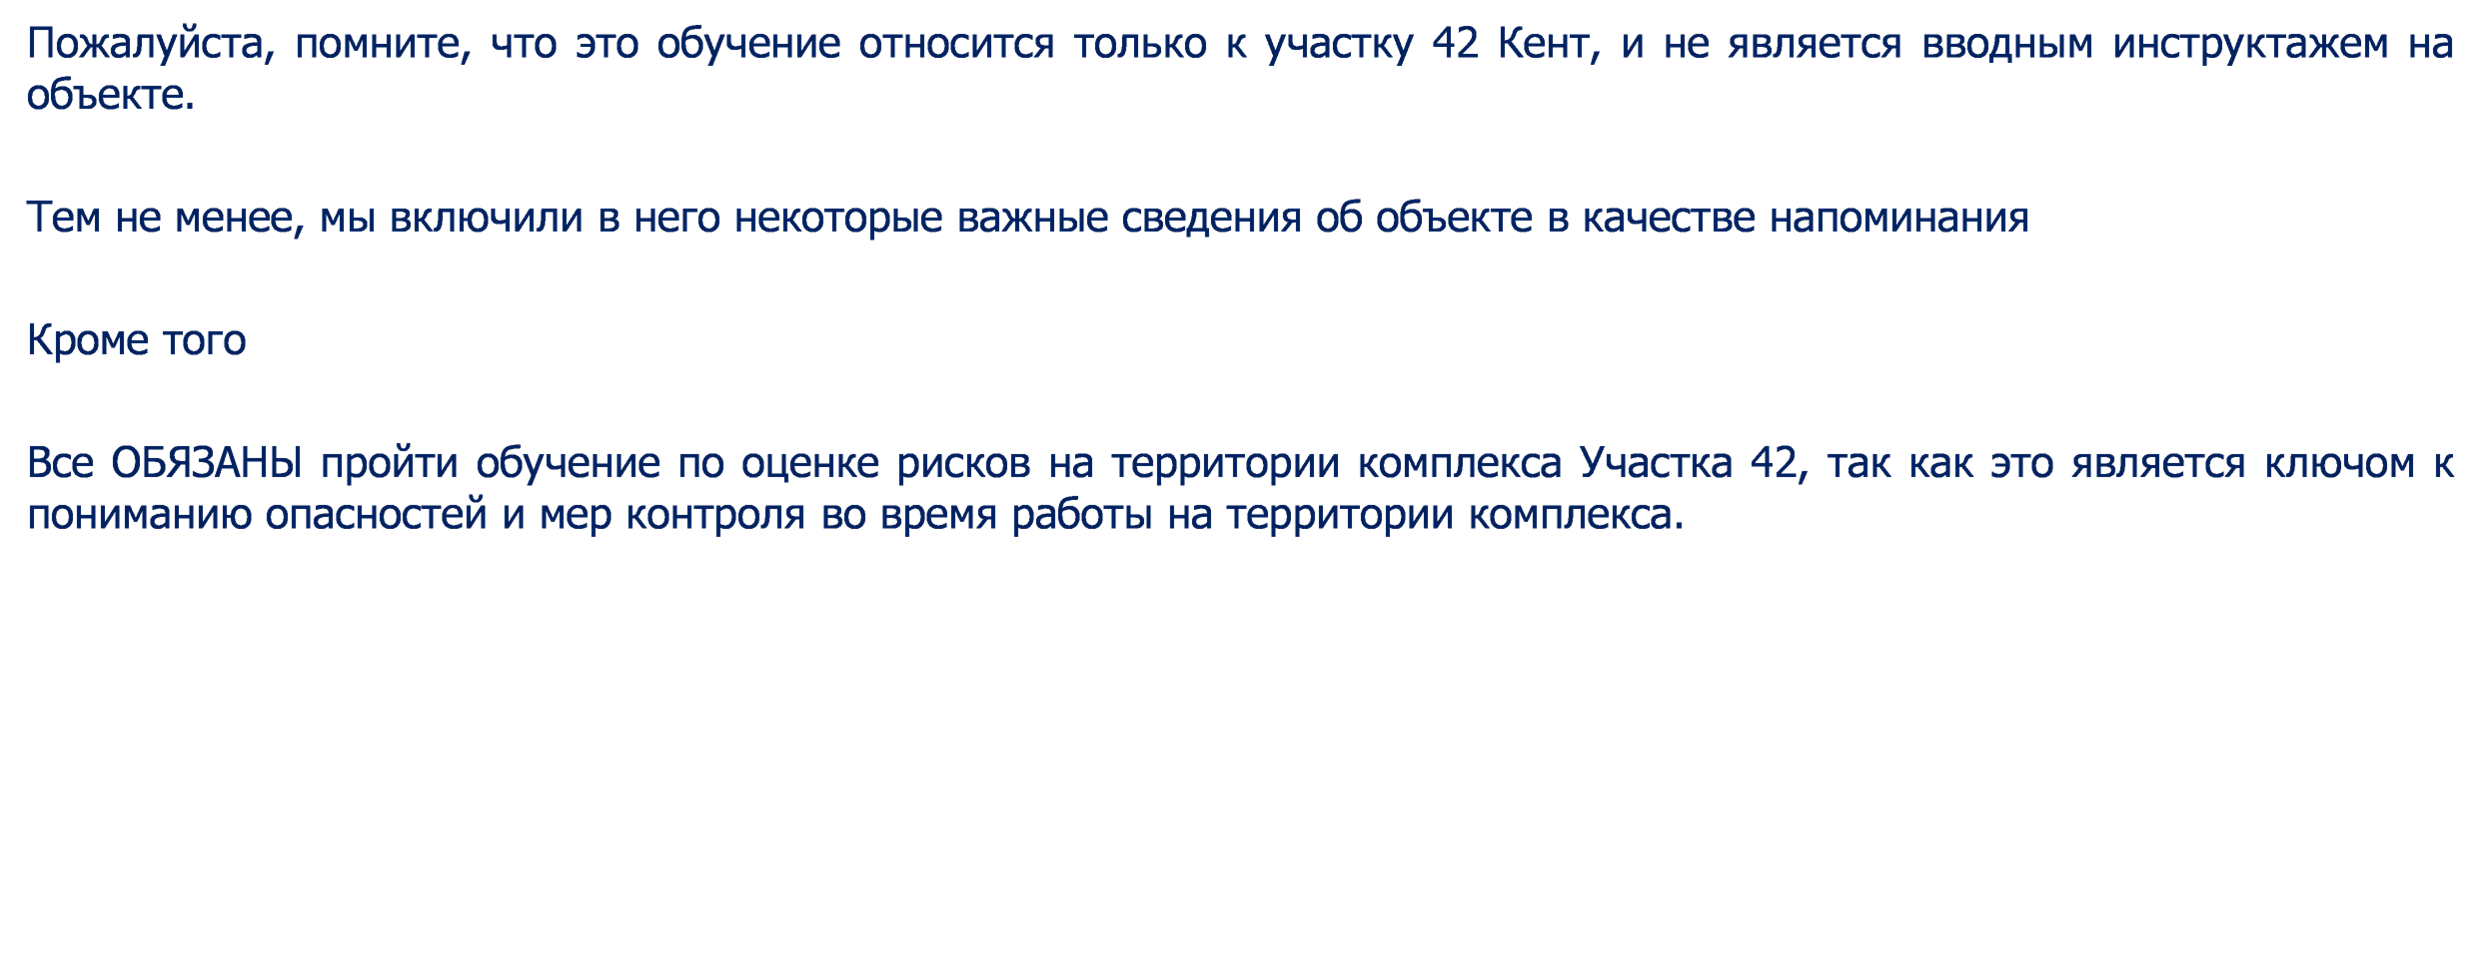 Пожалуйста, помните, что это обучение относится только к участку 42 Кент, и не является вводным инструктажем на
объекте.
Тем не менее, мы включили в него некоторые важные сведения об объекте в качестве напоминания
Кроме того
Все ОБЯЗАНЫ пройти обучение по оценке рисков на территории комплекса Участка 42, так как это является ключом к
пониманию опасностей и мер контроля во время работы на территории комплекса.